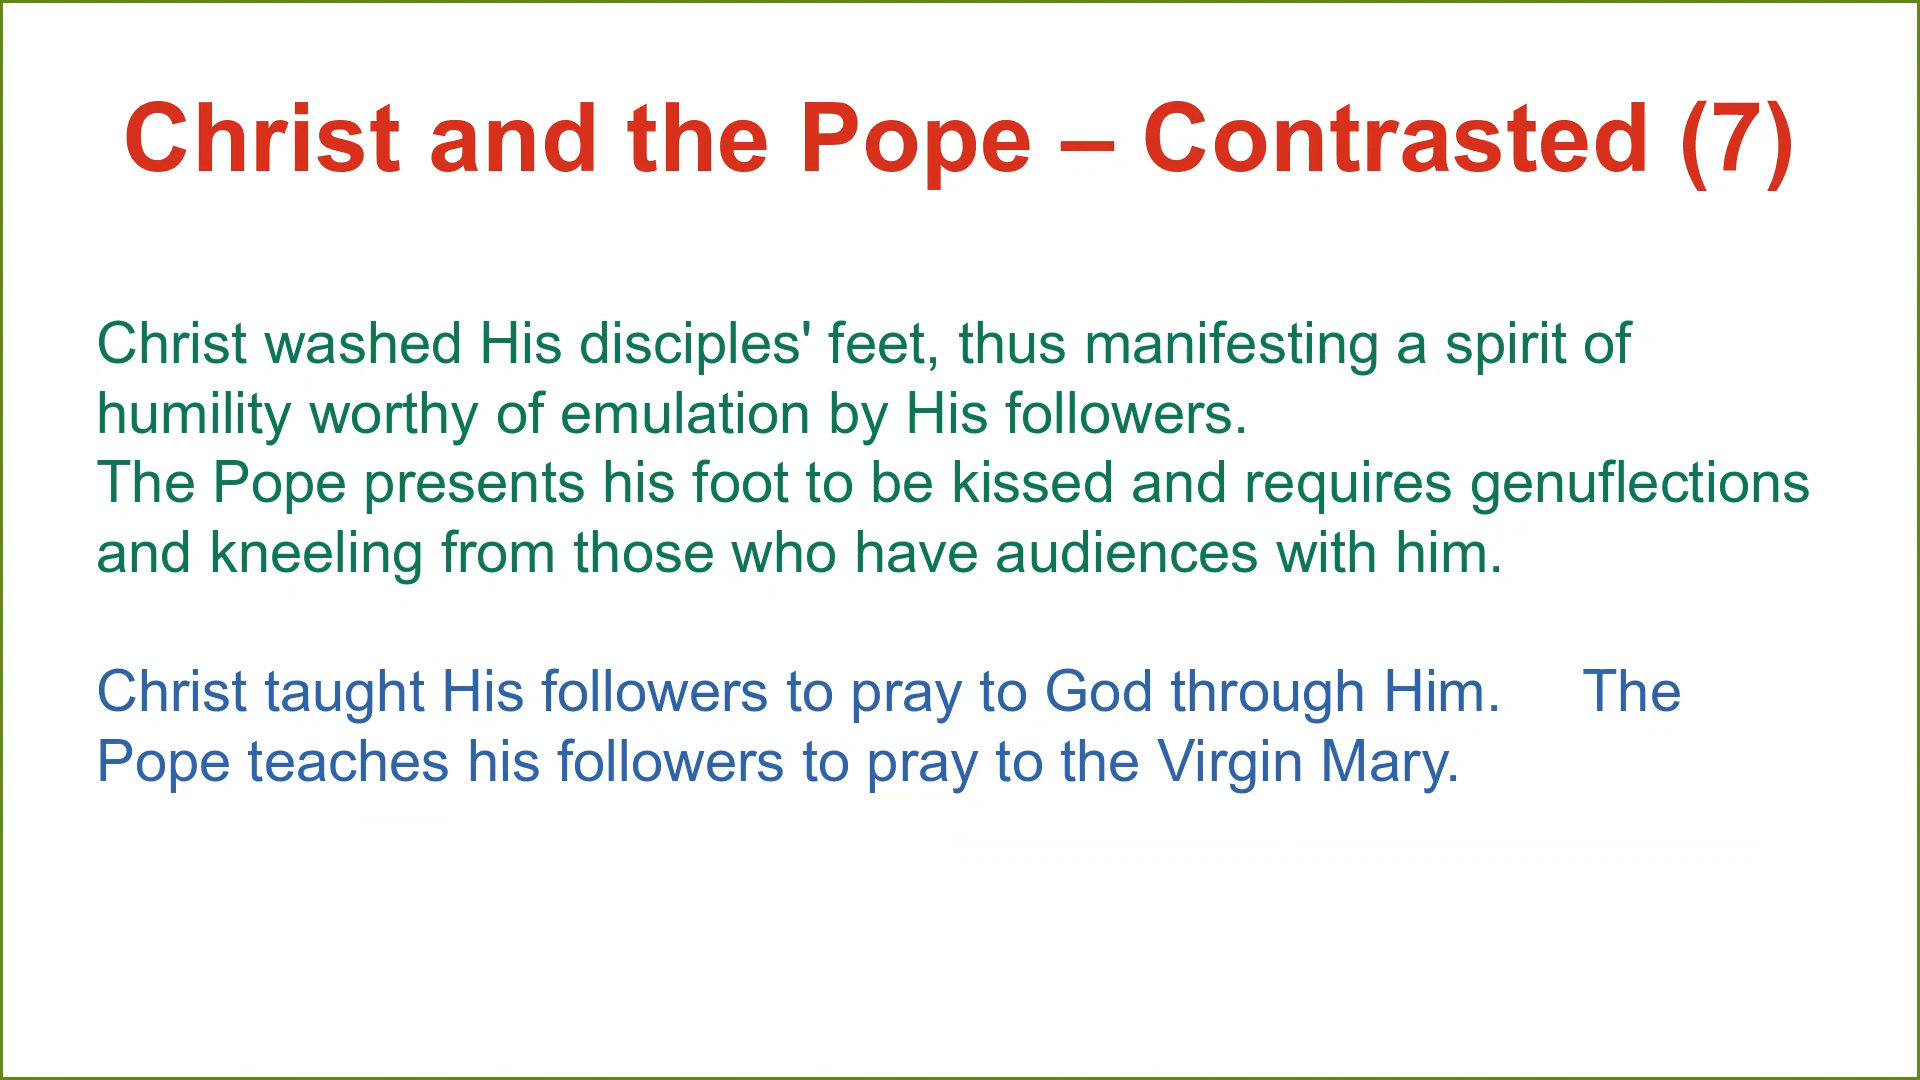 Christ and the Pope – Contrasted (7)
Christ washed His disciples' feet, thus manifesting a spirit of
humility worthy of emulation by His followers.
The Pope presents his foot to be kissed and requires genuflections
and kneeling from those who have audiences with him.
Christ taught His followers to pray to God through Him. The
Pope teaches his followers to pray to the Virgin Mary.